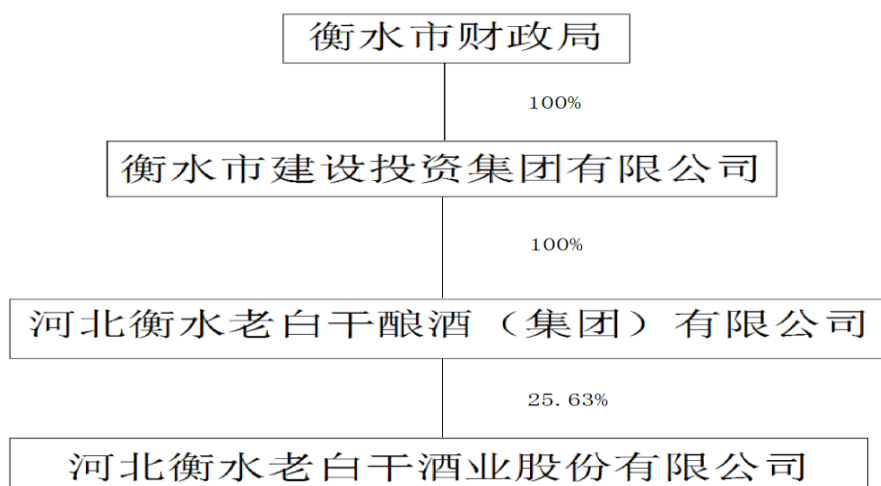 衡水市财政局
100%
衡水市建设投资集团有限公司
100%
河北衡水老白干酿酒（集团）有限公司
25.63%
河北衡水老白干酒业股份有限公司